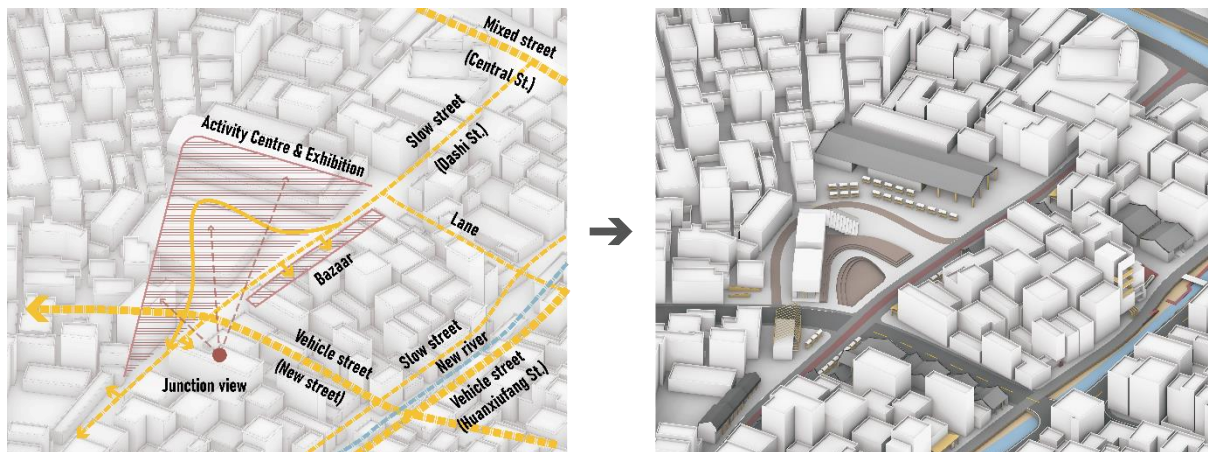 Mixed street
(Central St.)
Slow street
(Dashi St.)
Activity Centre & Exhibition
Lane
Bazaar
Vehicle street
(New street)
Slow street
New river
Vehicle street
(Huanxiufang St.)
Junction view